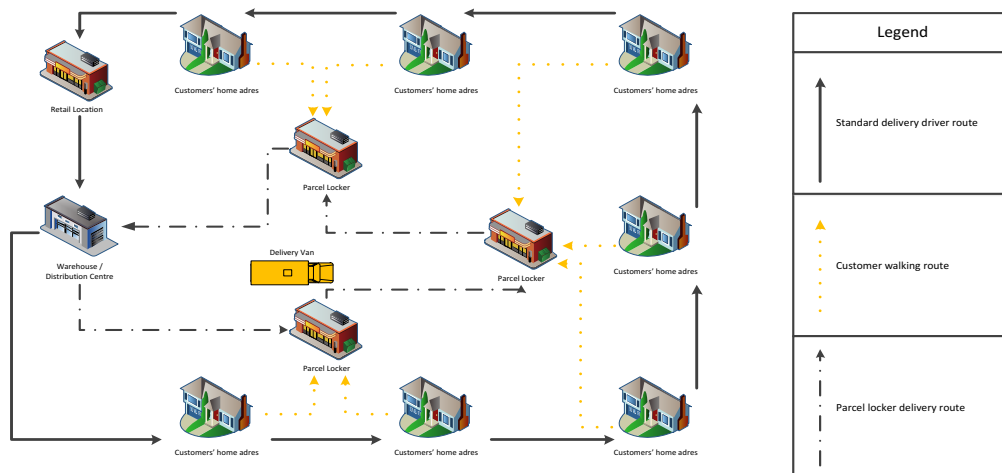 Customers' home adres
Customers' home adres
Customers' home adres
Retail Location
Parcel Locker
Warehouse /
Distribution Centre
Delivery Van
Parcel Locker
Customers' home adres
Parcel Locker
Customers' home adres
Customers' home adres
Customers' home adres
Legend
Standard delivery driver route
Customer walking route
Parcel locker delivery route